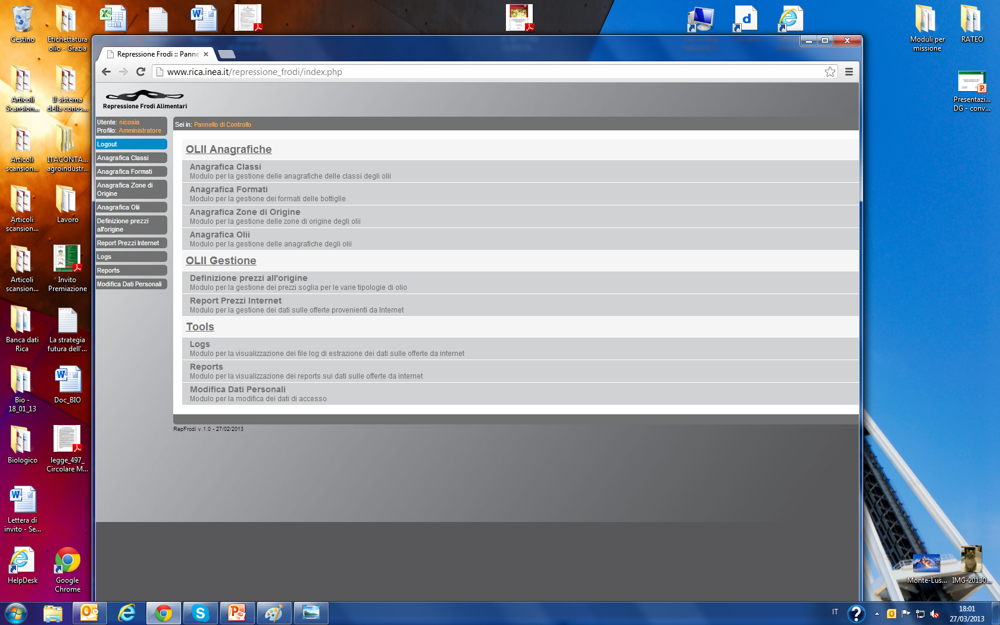 Cestino
Etichettatura
olio - Grazia
Moduli per
missione
RATEO
Articoli
Scansion...
Il sistema
della conos...
Presentazi...
DG - conv...
Articoli
scansion...
ITACONTA...
agroindustr...
Articoli
scansion...
Lavoro
Articoli
scansion...
Invito
Premiazione
Banca dati
Rica
La strategia
futura dell'...
Bio -
18_01_13
Doc_BIO
Biologico
legge_497_
Circolare M...
Lettera di
invito - Se...
HelpDesk
Google
Chrome
Monte-Lus...
IMG-20130...
Repressione Frodi :: Panne
www.rica.inea.it/repressione_frodi/index.php
Repressione Frodi Alimentari
Utente: nicosia
Profilo: Amministratore
Logout
Anagrafica Classi
Anagrafica Formati
Anagrafica Zone di
Origine
Anagrafica Olii
Definizione prezzi
all'origine
Report Prezzi Internet
Logs
Reports
Modifica Dati Personali
Sei in: Pannello di Controllo
OLII Anagrafiche
Anagrafica Classi
Modulo per la gestione delle anagrafiche delle classi degli olii
Anagrafica Formati
Modulo per la gestione dei formati delle bottiglie
Anagrafica Zone di Origine
Modulo per la gestione delle zone di origine degli olii
Anagrafica Olii
Modulo per la gestione delle anagrafiche degli olii
OLII Gestione
Definizione prezzi all'origine
Modulo per la gestione dei prezzi soglia per le varie tipologie di olio
Report Prezzi Internet
Modulo per la gestione dei dati sulle offerte provenienti da Internet
Tools
Logs
Modulo per la visualizzazione dei file log di estrazione dei dati sulle offerte da internet
Reports
Modulo per la visualizzazione dei reports sui dati sulle offerte da internet
Modifica Dati Personali
Modulo per la modifica dei dati di accesso
RepFrodi v.1.0 - 27/02/2013
IT
18:01
27/03/2013